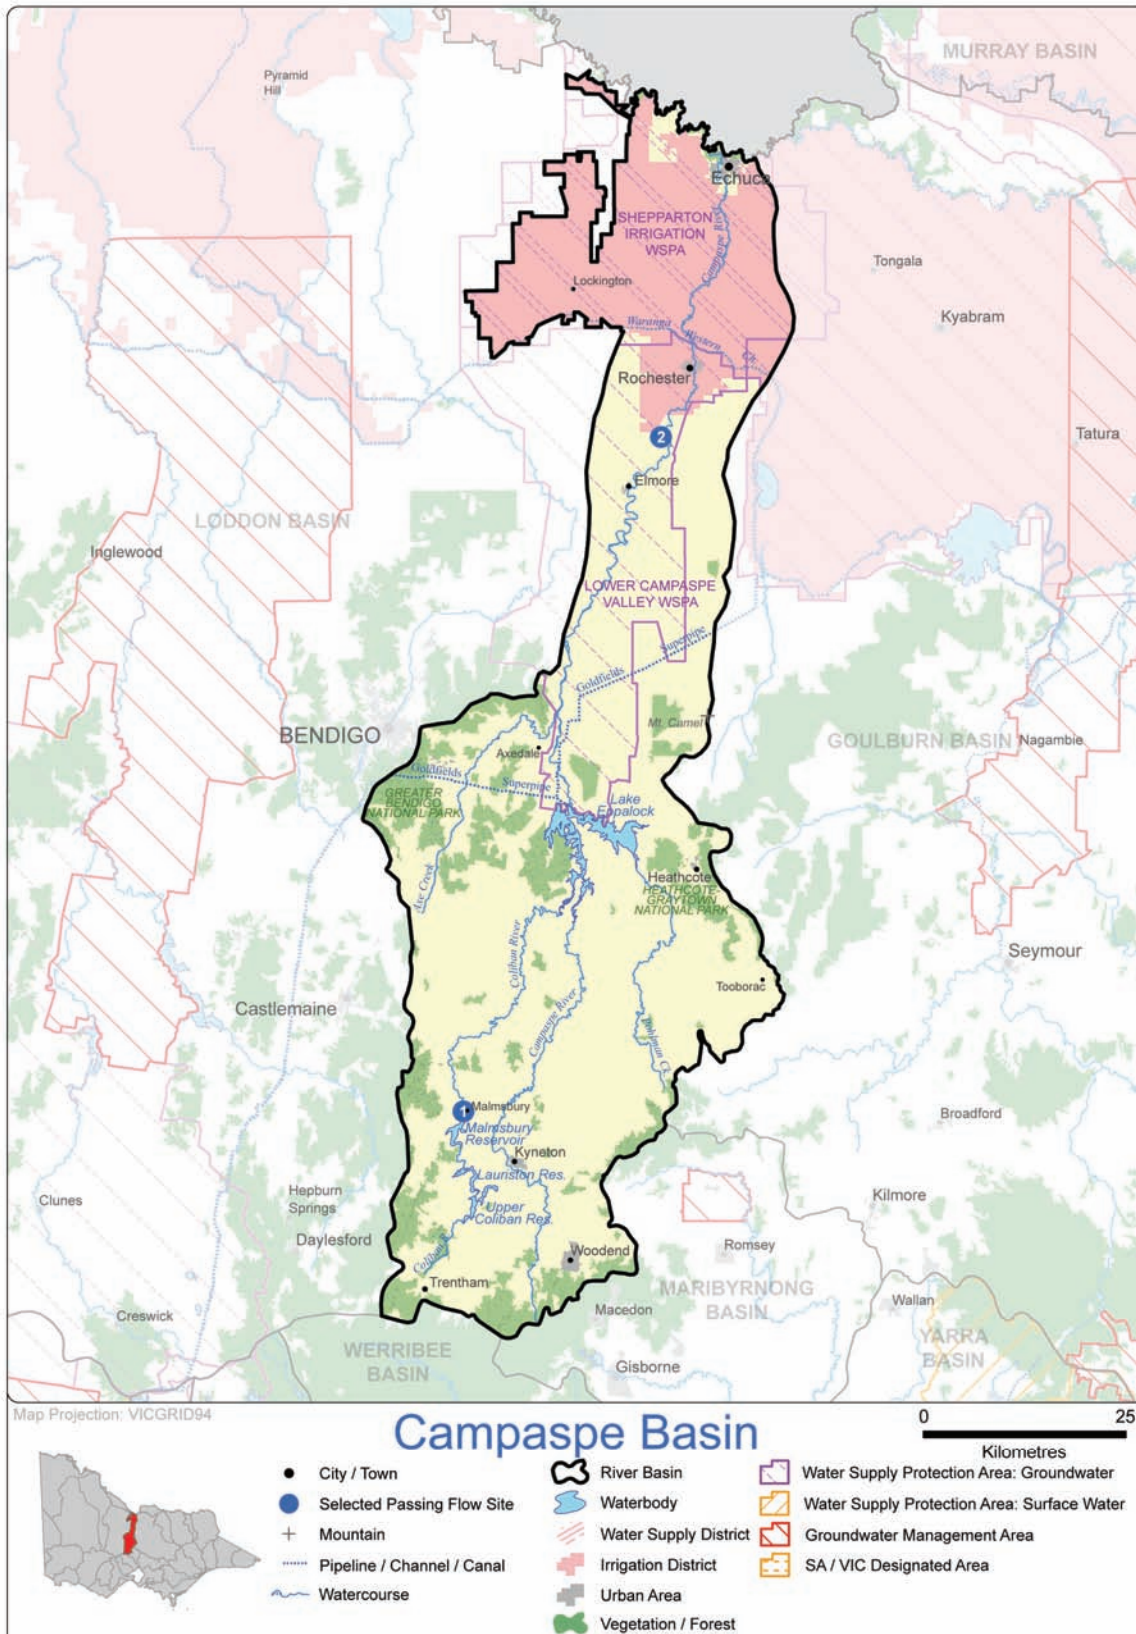 MURRAY BASIN
Pyramid
Hill
Echuca
SHEPPARTON
IRRIGATION
WSPA
Campaspe River
Tongala
Lockington
Kyabram
Waranga Western Ch.
Rochester
2
Tatura
Elmore
LODDON BASIN
Inglewood
LOWER CAMPASPE
VALLEY WSPA
Goldfields Superpipe
Mt. Camel
BENDIGO
GOULBURN BASIN
Nagambie
Axedale
Goldfields Superpipe
GREATER
BENDIGO
NATIONAL PARK
Lake
Eppalock
Axe Creek
Heathcote
HEATHCOTE-
GRAYTOWN
NATIONAL PARK
Coliban River
Seymour
Tooborac
Castlemaine
Campaspe River
1
Malmsbury
Malmsbury
Reservoir
Broadford
Kyneton
Lauriston Res.
Clunes
Hepburn
Springs
Upper
Coliban Res.
Kilmore
Daylesford
Coliban R.
Woodend
Romsey
Trentham
MARIBYRNONG
BASIN
Macedon
Wallan
Creswick
WERRIBEE
BASIN
YARRA
BASIN
Gisborne
Map Projection: VICGRID94
Campaspe Basin
0 25
Kilometres
City / Town
Selected Passing Flow Site
Mountain
Pipeline / Channel / Canal
Watercourse
River Basin
Waterbody
Water Supply District
Irrigation District
Urban Area
Vegetation / Forest
Water Supply Protection Area: Groundwater
Water Supply Protection Area: Surface Water
Groundwater Management Area
SA / VIC Designated Area